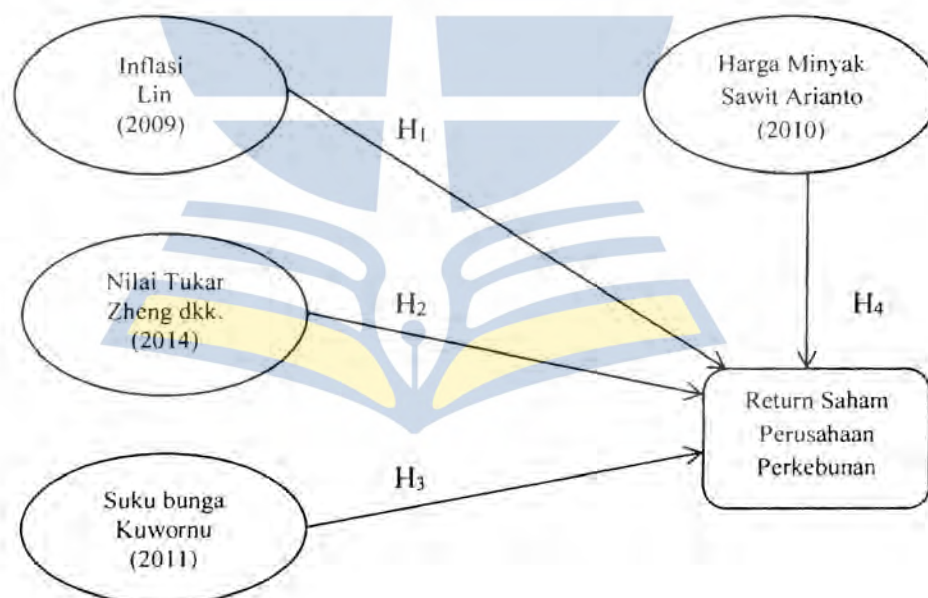 Inflasi
Lin
(2009)
Harga Minyak
Sawit Arianto
(2010)
H1
Nilai Tukar
Zheng dkk.
(2014)
H2
H4
Return Saham
Perusahaan
Perkebunan
Suku bunga
Kuwornu
(2011)
H3